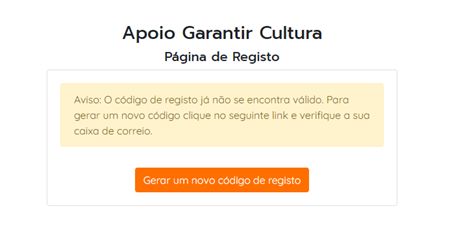 Apoio Garantir Cultura
Página de Registo
Aviso: O código de registo já não se encontra válido. Para
gerar um novo código clique no seguinte link e verifique a sua
caixa de correio.
Gerar um novo código de registo